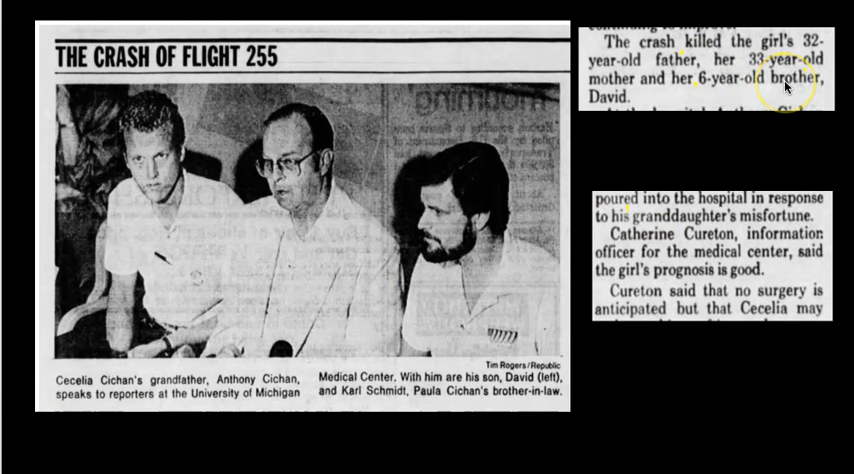 THE CRASH OF FLIGHT 255
Tim Rogers/Republic
Cecelia Cichan's grandfather, Anthony Cichan,
speaks to reporters at the University of Michigan
Medical Center. With him are his son, David (left),
and Karl Schmidt, Paula Cichan's brother-in-law.
The crash killed the girl's 32-
year-old father, her 33-year-old
mother and her 6-year-old brother,
David.
poured into the hospital in response
to his granddaughter's misfortune.
Catherine Cureton, information
officer for the medical center, said
the girl's prognosis is good.
Cureton said that no surgery is
anticipated but that Cecelia may